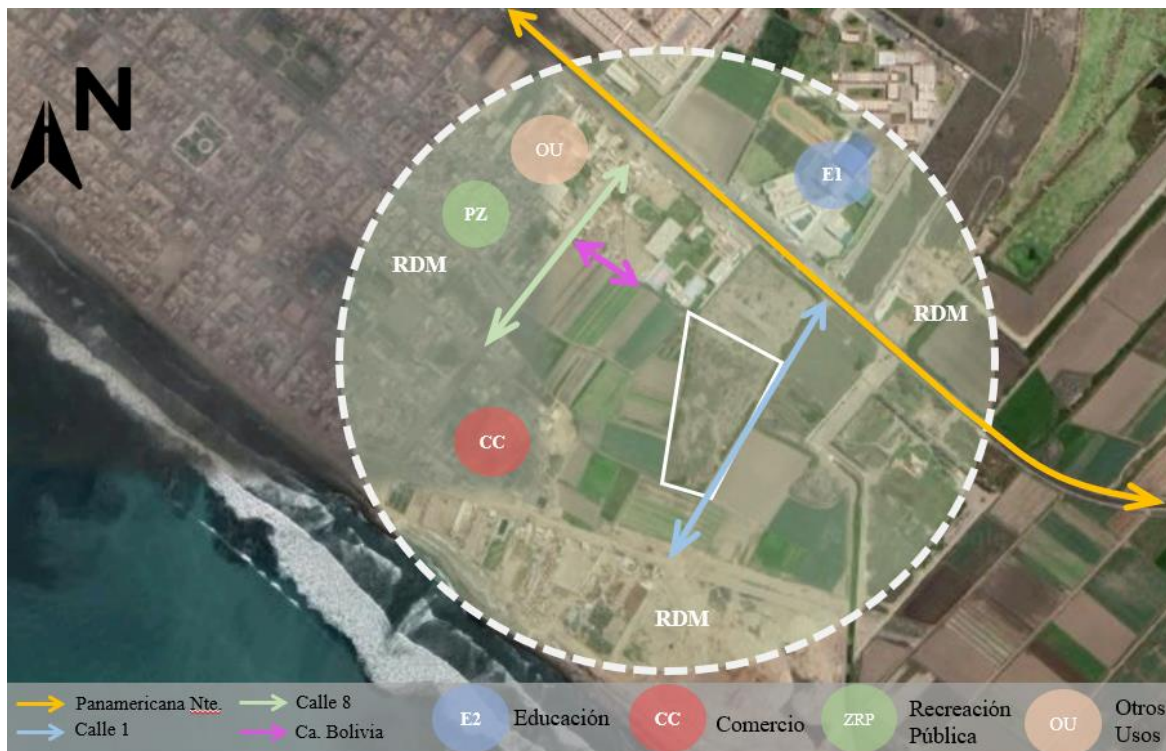 N
OU
E1
PZ
RDM
RDM
CC
RDM
Panamericana Nte.
Calle 8
Calle 1
Ca. Bolivia
E2
Educación
CC
Comercio
ZRP
Recreación
Pública
OU
Otros
Usos